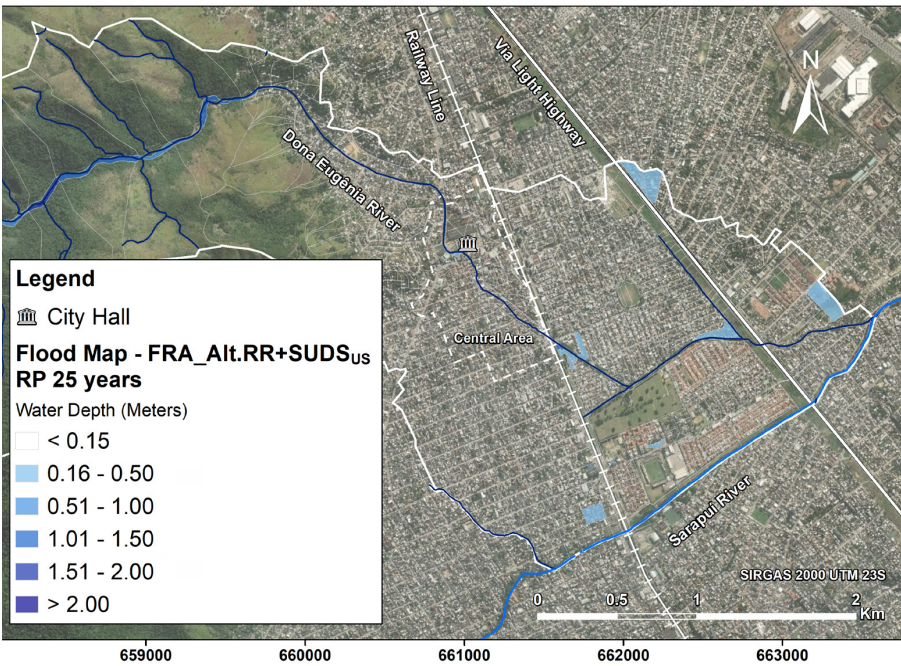 Railway Line
Via Light Highway
N
Dona Eugênia River
Legend
City Hall
Flood Map - FRA_Alt.RR+SUDSUS
RP 25 years
Water Depth (Meters)
< 0.15
0.16 - 0.50
0.51 - 1.00
1.01 - 1.50
1.51 - 2.00
> 2.00
Central Area
Sarapui River
SIRGAS 2000 UTM 23S
0 0.5 1 2
Km
659000 660000 661000 662000 663000